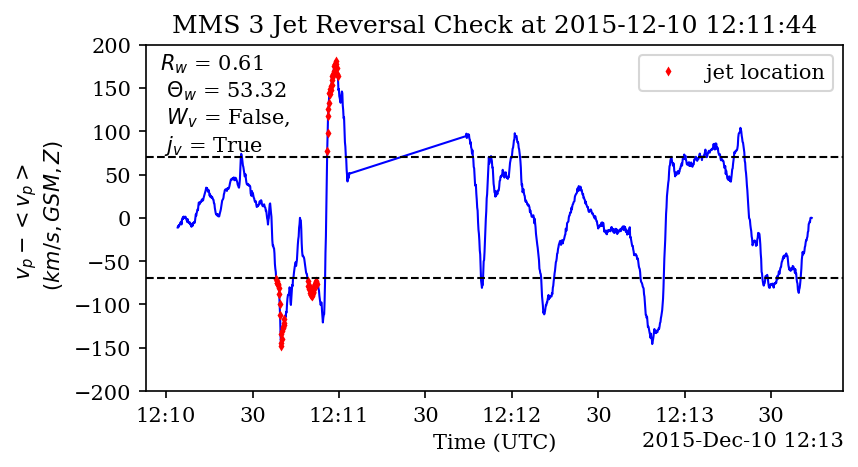 MMS 3 Jet Reversal Check at 2015-12-10 12:11:44
R_w = 0.61
Θ_w = 53.32
W_v = False,
j_v = True
jet location
v_p − < v_p >
(km/s, GSM, Z)
200
150
100
50
0
−50
−100
−150
−200
12:10 30 12:11 30 12:12 30 12:13 30
Time (UTC)
2015-Dec-10 12:13